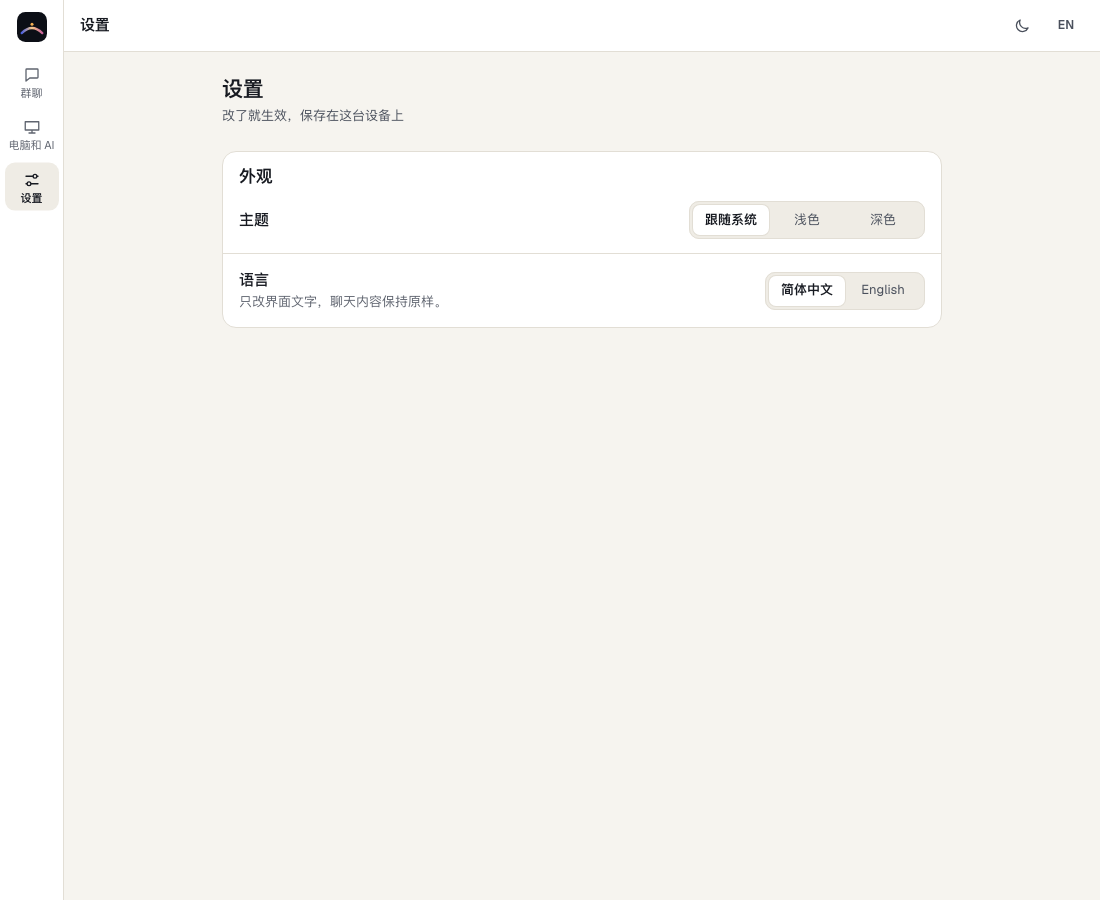 设置
EN
群聊
电脑和 AI
设置
设置
改了就生效，保存在这台设备上
外观
主题
跟随系统 浅色 深色
语言
只改界面文字，聊天内容保持原样。
简体中文 English